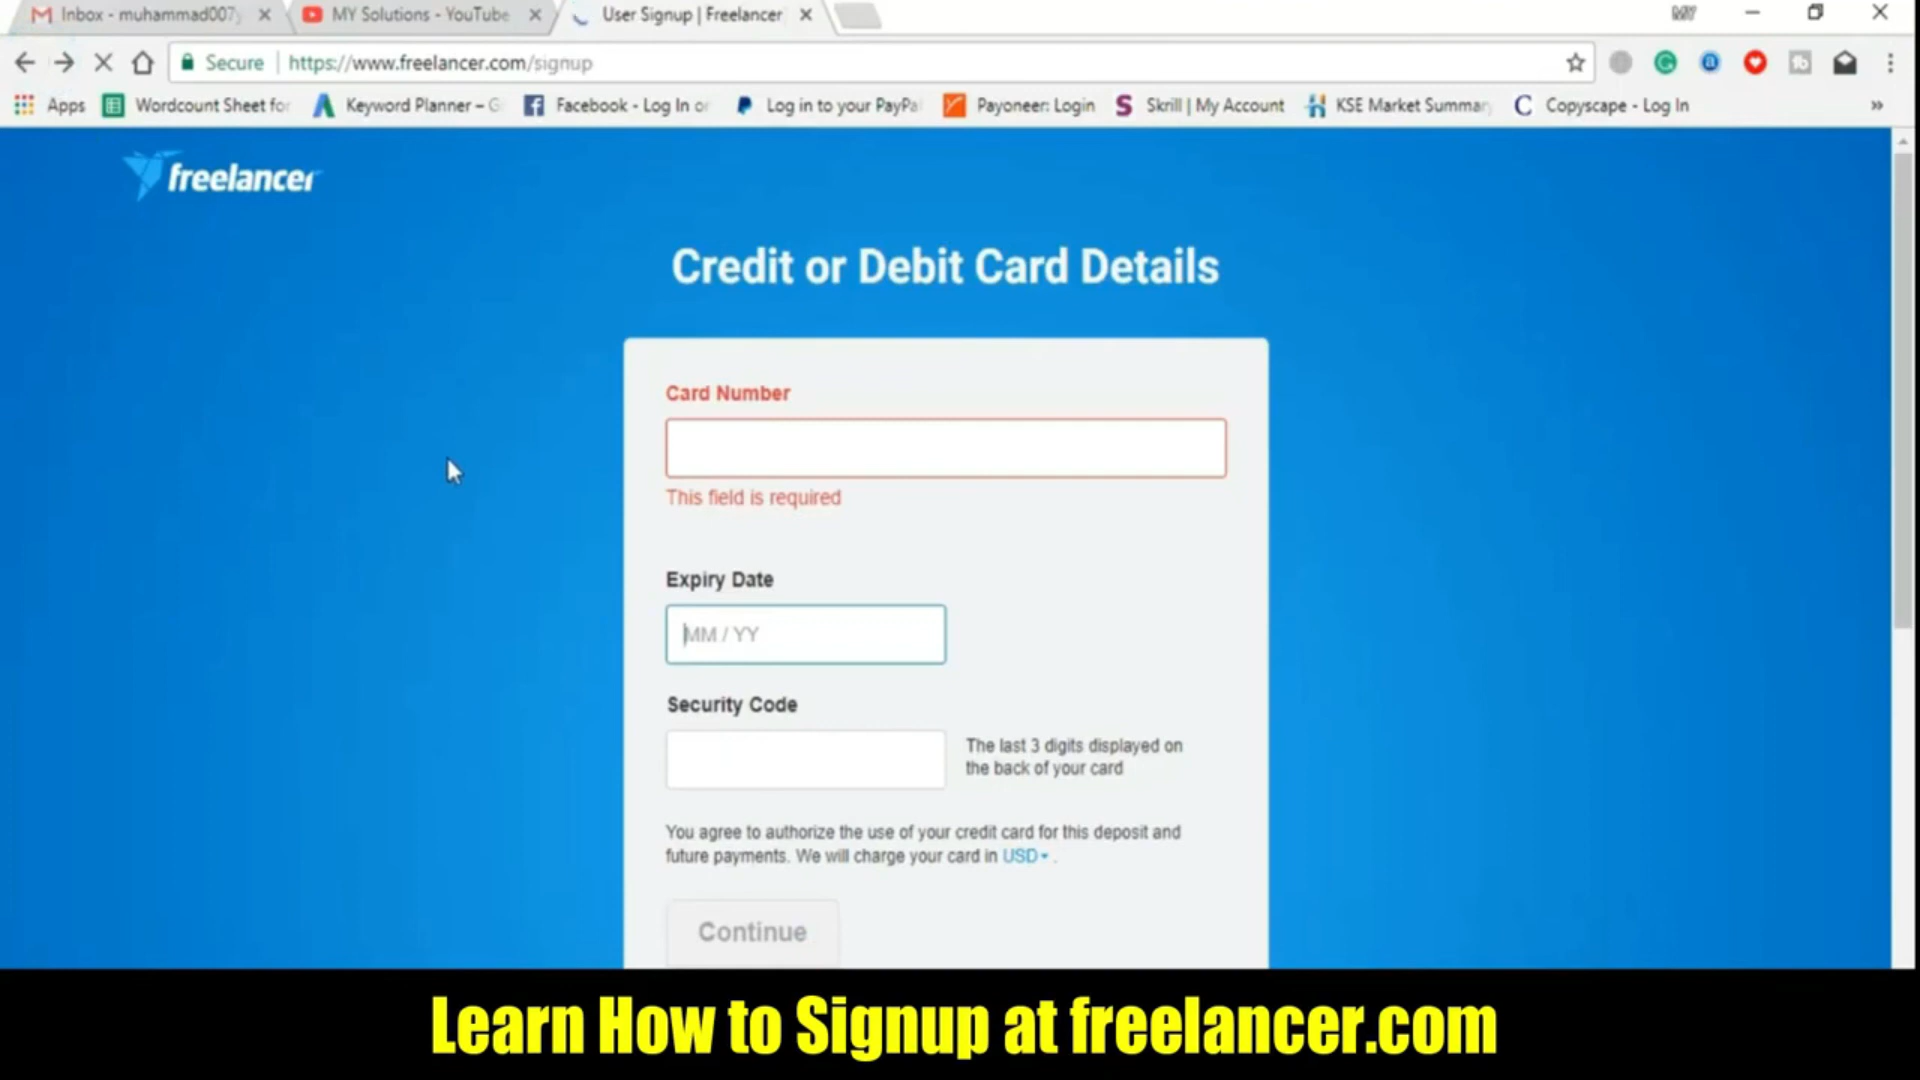 Inbox - muhammad007y
MY Solutions - YouTube
User Signup | Freelancer
MY
Secure
https://www.freelancer.com/signup
Apps
Wordcount Sheet for
Keyword Planner – G
Facebook - Log In or
Log in to your PayPa
Payoneer: Login
Skrill | My Account
KSE Market Summary
Copyscape - Log In
»
freelancer
Credit or Debit Card Details
Card Number
This field is required
Expiry Date
MM / YY
Security Code
The last 3 digits displayed on
the back of your card
You agree to authorize the use of your credit card for this deposit and
future payments. We will charge your card in USD .
Continue
Learn How to Signup at freelancer.com